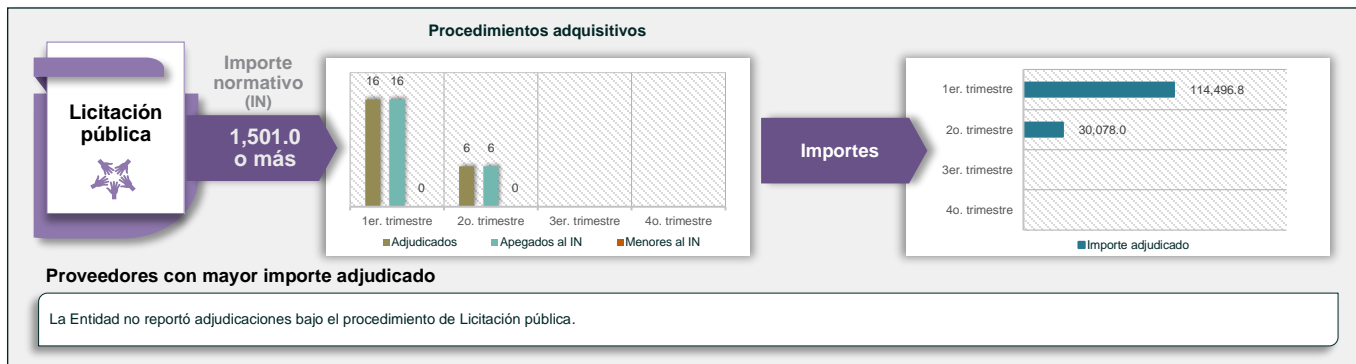 Licitación
pública
Importe
normativo
(IN)
1,501.0
o más
Procedimientos adquisitivos
16 16
0
6 6
0
1er. trimestre 2o. trimestre 3er. trimestre 4o. trimestre
Adjudicados Apegados al IN Menores al IN
Importes
1er. trimestre 114,496.8
2o. trimestre 30,078.0
3er. trimestre
4o. trimestre
Importe adjudicado
Proveedores con mayor importe adjudicado
La Entidad no reportó adjudicaciones bajo el procedimiento de Licitación pública.